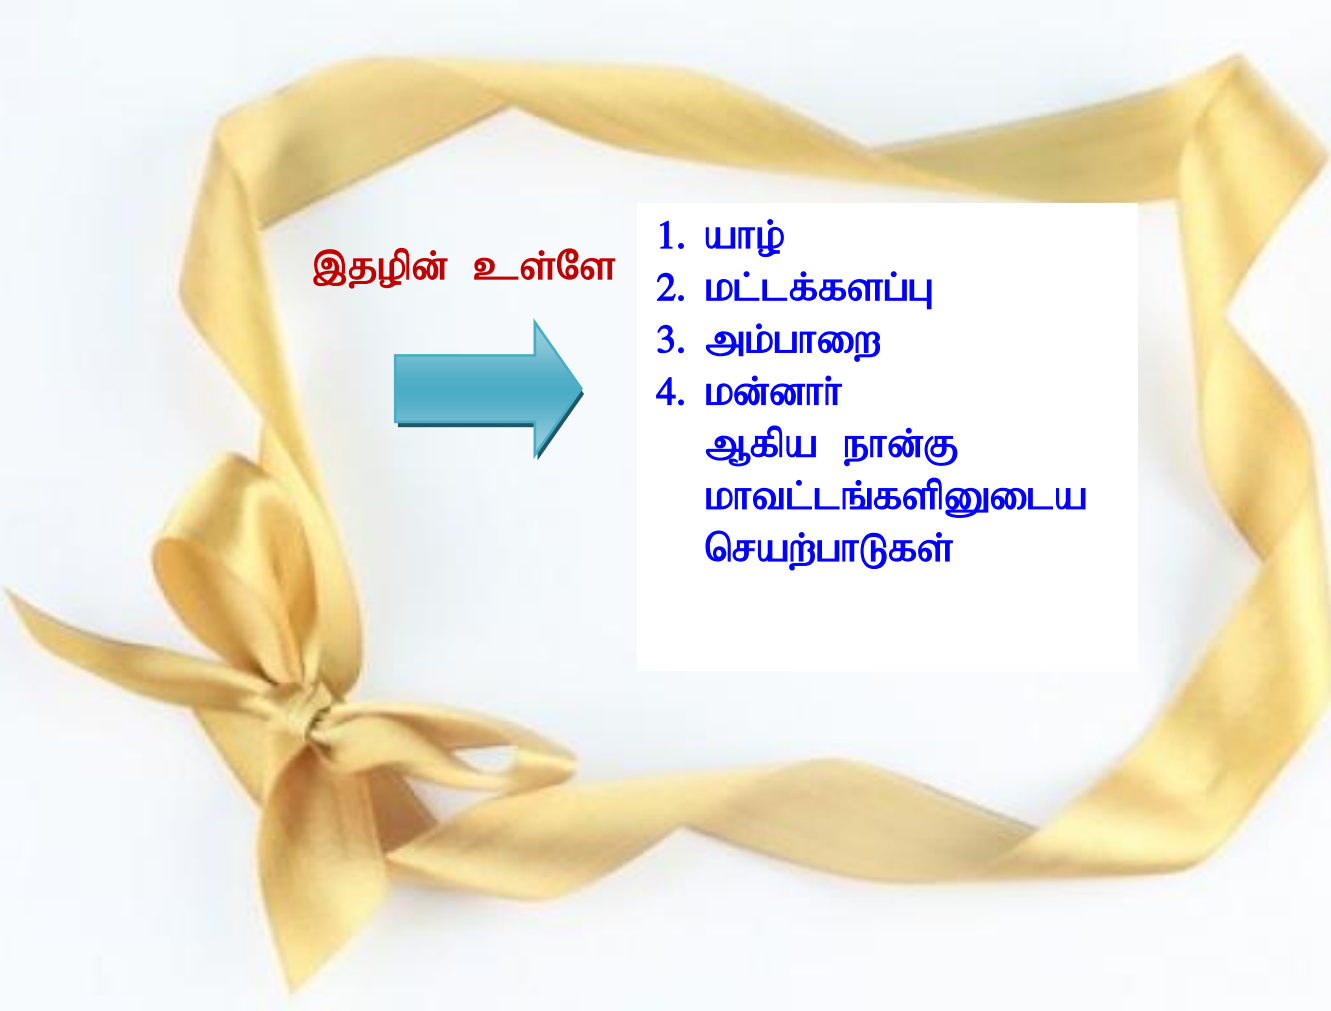 இதழின் உள்ளே
1. யாழ்
2. மட்டக்களப்பு
3. அம்பாறை
4. மன்னார்
ஆகிய நான்கு
மாவட்டங்களினுடைய
செயற்பாடுகள்